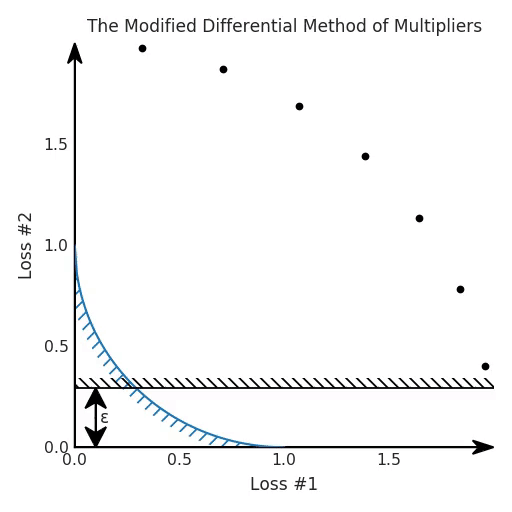 The Modified Differential Method of Multipliers
1.5
1.0
0.5
0.0
Loss #2
ε
0.0 0.5 1.0 1.5
Loss #1